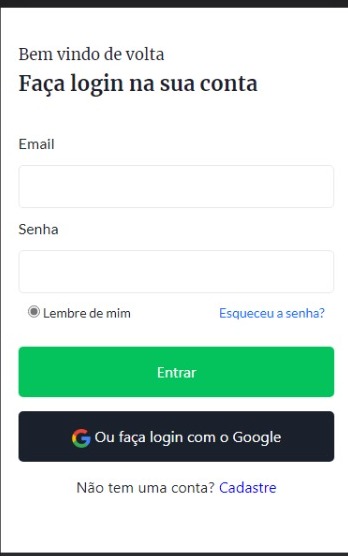 Bem vindo de volta
Faça login na sua conta
Email
Senha
Lembre de mim Esqueceu a senha?
Entrar
Ou faça login com o Google
Não tem uma conta? Cadastre